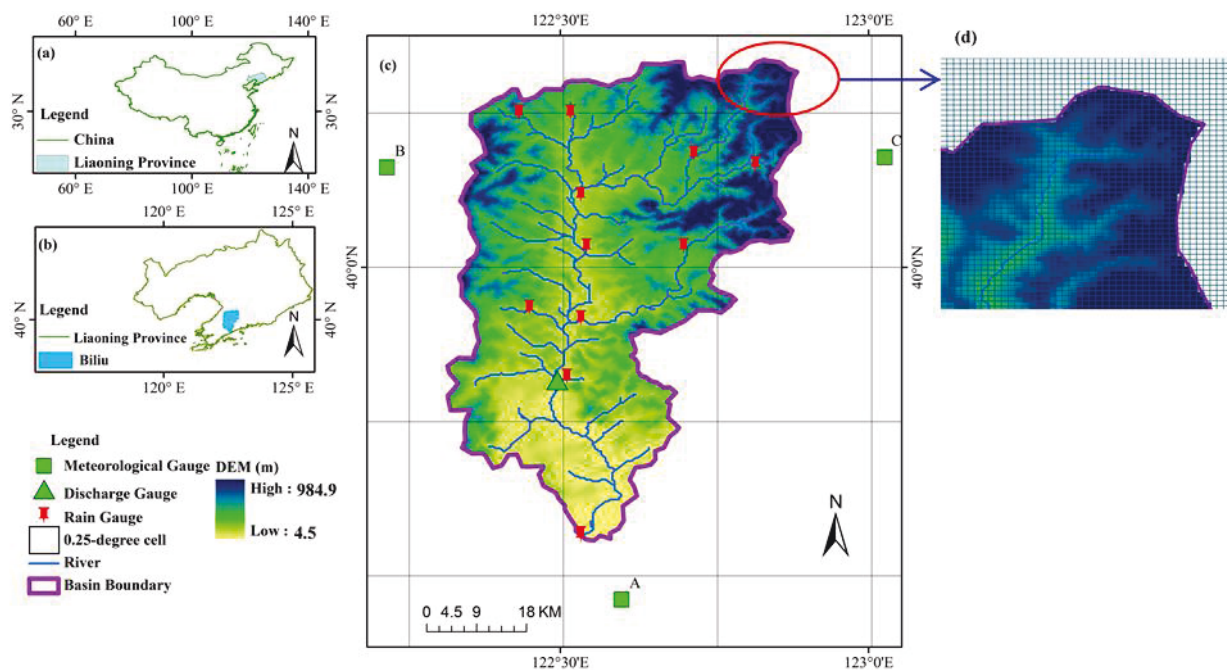 60° E 100° E 140° E
(a)
Legend
China
Liaoning Province
N
30° N
30° N
60° E 100° E 140° E
120° E 125° E
(b)
Legend
Liaoning Province
Biliu
N
40° N
40° N
120° E 125° E
Legend
Meteorological Gauge
Discharge Gauge
Rain Gauge
0.25-degree cell
River
Basin Boundary
DEM (m)
High : 984.9
Low : 4.5
122°30'E 123°0'E
(c)
B
C
A
40°0'N
40°0'N
N
0 4.5 9 18 KM
122°30'E 123°0'E
(d)